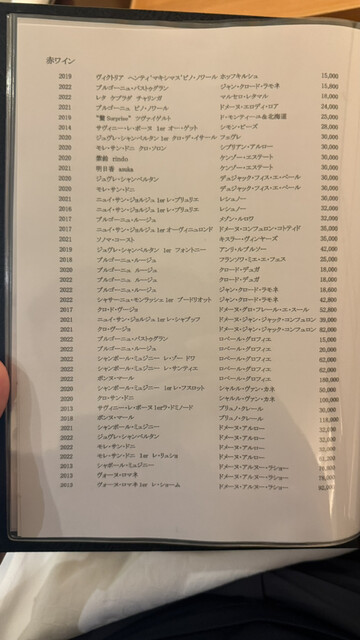 赤ワイン
2019 ヴィクトリア ヘンティ"マキシマス"ピノ・ノワール ホッフキルシュ 15,000
2022 ブルゴーニュ・パストゥグラン ジャン・クロード・ラモネ 15,800
2022 レク ケブラダ チャリンガ マルセロ・レタマル 18,000
2021 ブルゴーニュ ピノ・ノワール ドメーヌ・エロディ・ロア 24,000
2019 "驚Surprise" ツヴァイゲルト ド・モンティーユ&北海道 25,000
2014 サヴィニー・レ・ボーヌ 1er オー・ゲット シモン・ビーズ 28,000
2020 ジュヴレ・シャンベルタン 1er クロ・デ・イサール フェヴレ 30,000
2020 モレ・サン・ドニ クロ・ソロン シプリアン・アルロー 30,000
2020 紫鈴 rindo ケンゾー・エステート 30,000
2021 明日香 asuka ケンゾー・エステート 30,000
2020 ジュヴレ・シャンベルタン デュジャック・フィス・エ・ペール 30,000
2020 モレ・サン・ドニ デュジャック・フィス・エ・ペール 30,000
2021 ニュイ・サン・ジョルジュ 1er レ・プリュリエ レシュノー 32,000
2016 ニュイ・サン・ジョルジュ 1er レ・プリュリエ レシュノー 32,000
2017 ブルゴーニュ・ルージュ メゾン・ルロワ 32,000
2017 ニュイ・サン・ジョルジュ 1er オー・ヴィニュロンド ドメーヌ・コンフュロン・コトティド 35,000
2021 ソノマ・コースト キスラー・ヴィンヤーズ 35,000
2019 ジュヴレ・シャンベルタン 1er フォントニー アンリ・ルブルソー 35,000
2018 ブルゴーニュ・ルージュ フランソワ・ミエ・エ・フィス 25,000
2020 ブルゴーニュ ルージュ クロード・デュガ 18,000
2022 ブルゴーニュ ルージュ クロード・デュガ 18,000
2022 ブルゴーニュ・ルージュ ジャン・クロード・ラモネ 18,600
2022 シャサーニュ・モンラッシェ 1er ブードリオット ジャン・クロード・ラモネ 42,800
2017 クロ・ド・ヴージョ ドメーヌ・グロ・フレール・エ・スール 52,800
2021 ニュイ・サン・ジョルジュ 1er レ・シャブッフ ドメーヌ・ジャン・ジャック・コンフュロン 39,000
2021 クロ・ヴージョ ドメーヌ・ジャン・ジャック・コンフュロン 82,000
2022 ブルゴーニュ・パストゥグラン ロベール・グロフィエ 15,000
2022 ブルゴーニュ・ルージュ ロベール・グロフィエ
2022 シャンボール・ミュジニー レ・ゾー ドワ ロベール・グロフィエ
2022 シャンボール・ミュジニー レ・サンティエ ロベール・グロフィエ
2022 ボンヌ・マール ロベール・グロフィエ
2020 シャンボール・ミュジニー 1er レ・フスロット シャルル・ヴァン・カネ
2020 クロ・サン・ドニ シャルル・ヴァン・カネ 100,000
2013 サヴィニー・レ・ボーヌ 1er ラ・ドミノード ブリュノ・クレール 30,000
2018 ボンヌ・マール ブリュノ・クレール
2021 シャンボール・ミュジニー ドメーヌ・アルロー 32,000
2022 ジュヴレ・シャンベルタン ドメーヌ・アルロー 32,000
2022 モレ・サン・ドニ ドメーヌ・アルロー
2022 モレ・サン・ドニ 1er レ・リュショ ドメーヌ・アルロー
2013 シャンボール・ミュジニー ドメーヌ・アルヌー・ラショー
2013 ヴォーヌ・ロマネ ドメーヌ・アルヌー・ラショー
2013 ヴォーヌ・ロマネ 1er レ・ショーム ドメーヌ・アルヌー・ラショー 92,000